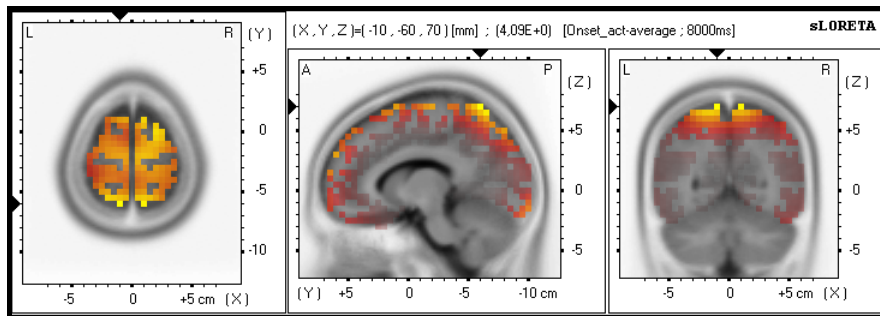 L R (Y)
+5
0
-5
-10
-5 0 +5 cm (X)
(X, Y, Z)=(-10, -60, 70) [mm] ; (4,09E+0) [Onset_act-average ; 8000ms] sLORETA
A P (Z)
+5
0
-5
(Y) +5 0 -5 -10 cm
L R (Z)
+5
0
-5
-5 0 +5 cm (X)